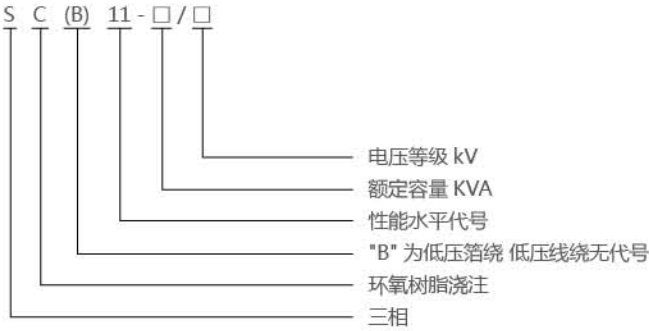 S C (B) 11 - □ / □
电压等级 kV
额定容量 KVA
性能水平代号
"B" 为低压箔绕 低压线绕无代号
环氧树脂浇注
三相